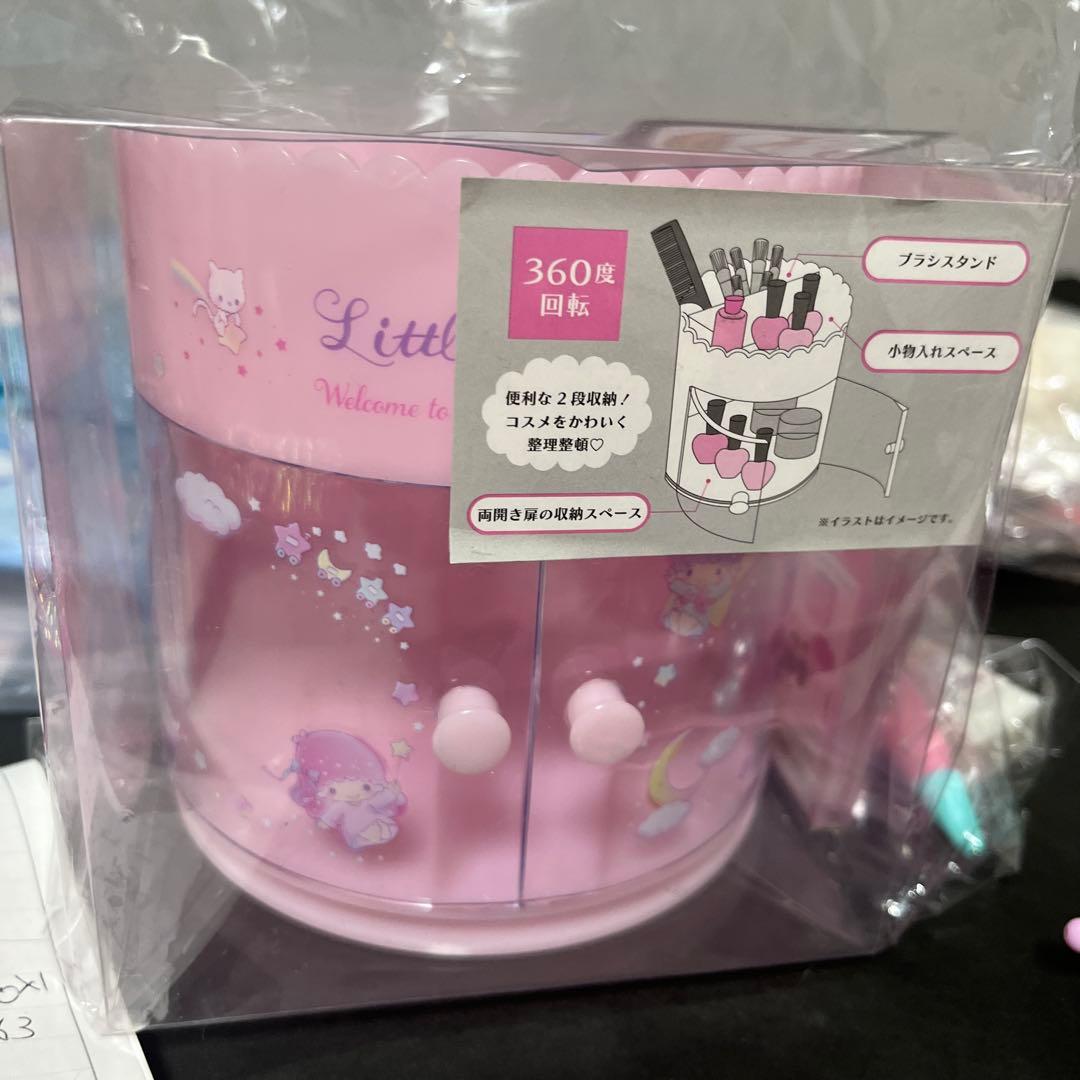 Little
Welcome to
360度
回転
便利な2段収納!
コスメをかわいく
整理整頓♡
ブラシスタンド
小物入れスペース
両開き扉の収納スペース
※イラストはイメージです。